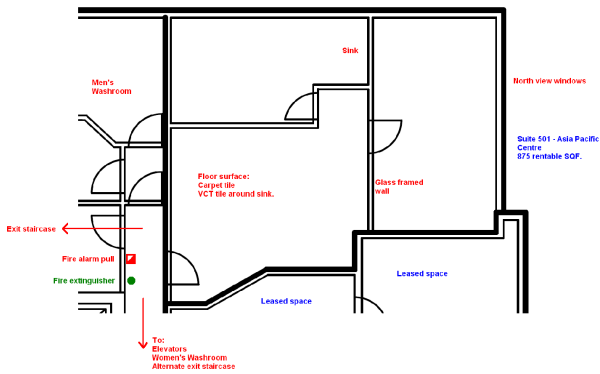 Sink
Men's
Washroom
North view windows
Suite 501 - Asia Pacific
Centre
875 rentable SQF.
Floor surface:
Carpet tile
VCT tile around sink.
Glass framed
wall
Exit staircase
Fire alarm pull
Fire extinguisher
Leased space
Leased space
To:
Elevators
Women's Washroom
Alternate exit staircase